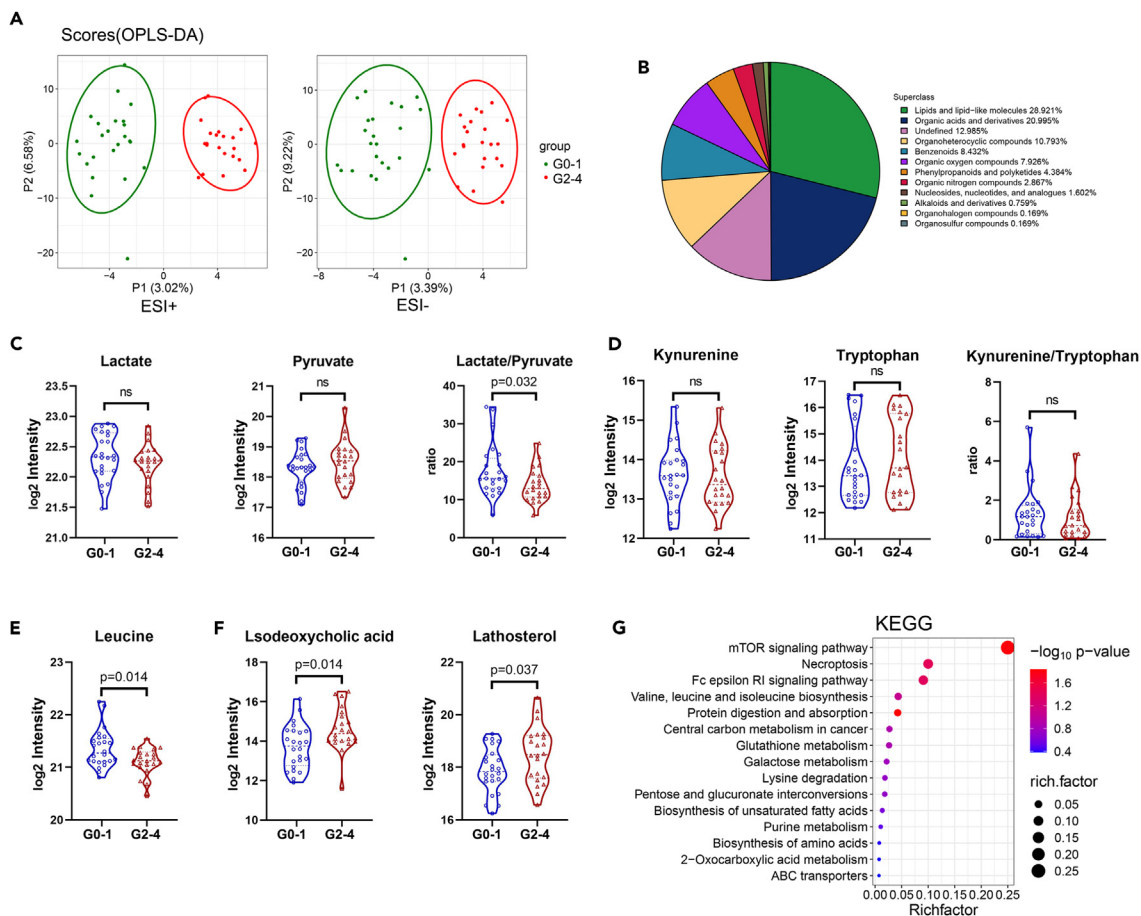 A
Scores(OPLS-DA)
P2 (6.58%)
10
0
−10
−20
−4
0
4
P1 (3.02%)
ESI+
P2 (9.22%)
10
0
−10
−20
−8
−4
0
4
P1 (3.39%)
ESI-
group
G0-1
G2-4
B
Superclass
Lipids and lipid−like molecules 28.921%
Organic acids and derivatives 20.995%
Undefined 12.985%
Organoheterocyclic compounds 10.793%
Benzenoids 8.432%
Organic oxygen compounds 7.926%
Phenylpropanoids and polyketides 4.384%
Organic nitrogen compounds 2.867%
Nucleosides, nucleotides, and analogues 1.602%
Alkaloids and derivatives 0.759%
Organohalogen compounds 0.169%
Organosulfur compounds 0.169%
C
Lactate
ns
log2 Intensity
23.5
23.0
22.5
22.0
21.5
21.0
G0-1
G2-4
Pyruvate
ns
log2 Intensity
21
20
19
18
17
16
G0-1
G2-4
Lactate/Pyruvate
p=0.032
ratio
40
30
20
10
0
G0-1
G2-4
D
Kynurenine
ns
log2 Intensity
16
15
14
13
12
G0-1
G2-4
Tryptophan
ns
log2 Intensity
17
16
15
14
13
12
11
G0-1
G2-4
Kynurenine/Tryptophan
ns
ratio
8
6
4
2
0
G0-1
G2-4
E
Leucine
p=0.014
log2 Intensity
23
22
21
20
G0-1
G2-4
F
Lsodeoxycholic acid
p=0.014
log2 Intensity
18
16
14
12
10
G0-1
G2-4
Lathosterol
p=0.037
log2 Intensity
22
20
18
16
G0-1
G2-4
G
KEGG
mTOR signaling pathway
Necroptosis
Fc epsilon RI signaling pathway
Valine, leucine and isoleucine biosynthesis
Protein digestion and absorption
Central carbon metabolism in cancer
Glutathione metabolism
Galactose metabolism
Lysine degradation
Pentose and glucuronate interconversions
Biosynthesis of unsaturated fatty acids
Purine metabolism
Biosynthesis of amino acids
2−Oxocarboxylic acid metabolism
ABC transporters
0.00 0.05 0.10 0.15 0.20 0.25
Richfactor
−log10 p-value
1.6
1.2
0.8
0.4
rich.factor
0.05
0.10
0.15
0.20
0.25